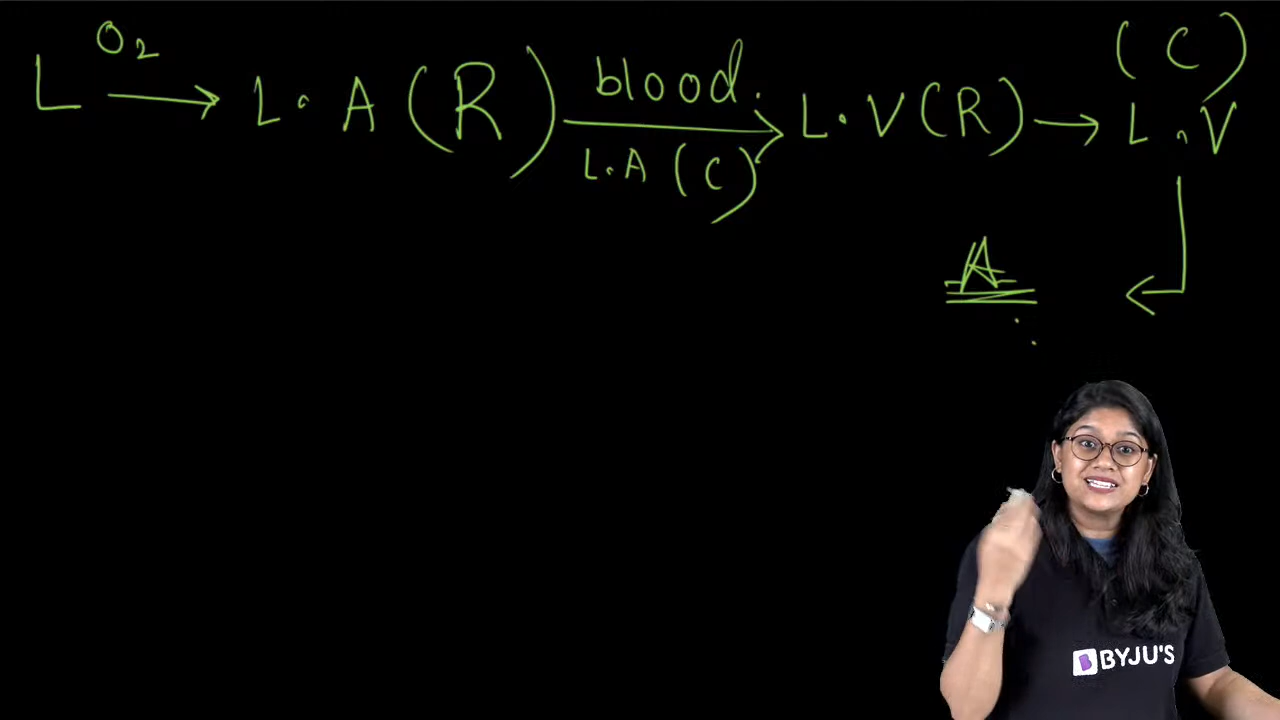 L O2 → L.A (R) blood. L.A (C) → L.V (R) → (C) L.V
A
BYJU'S